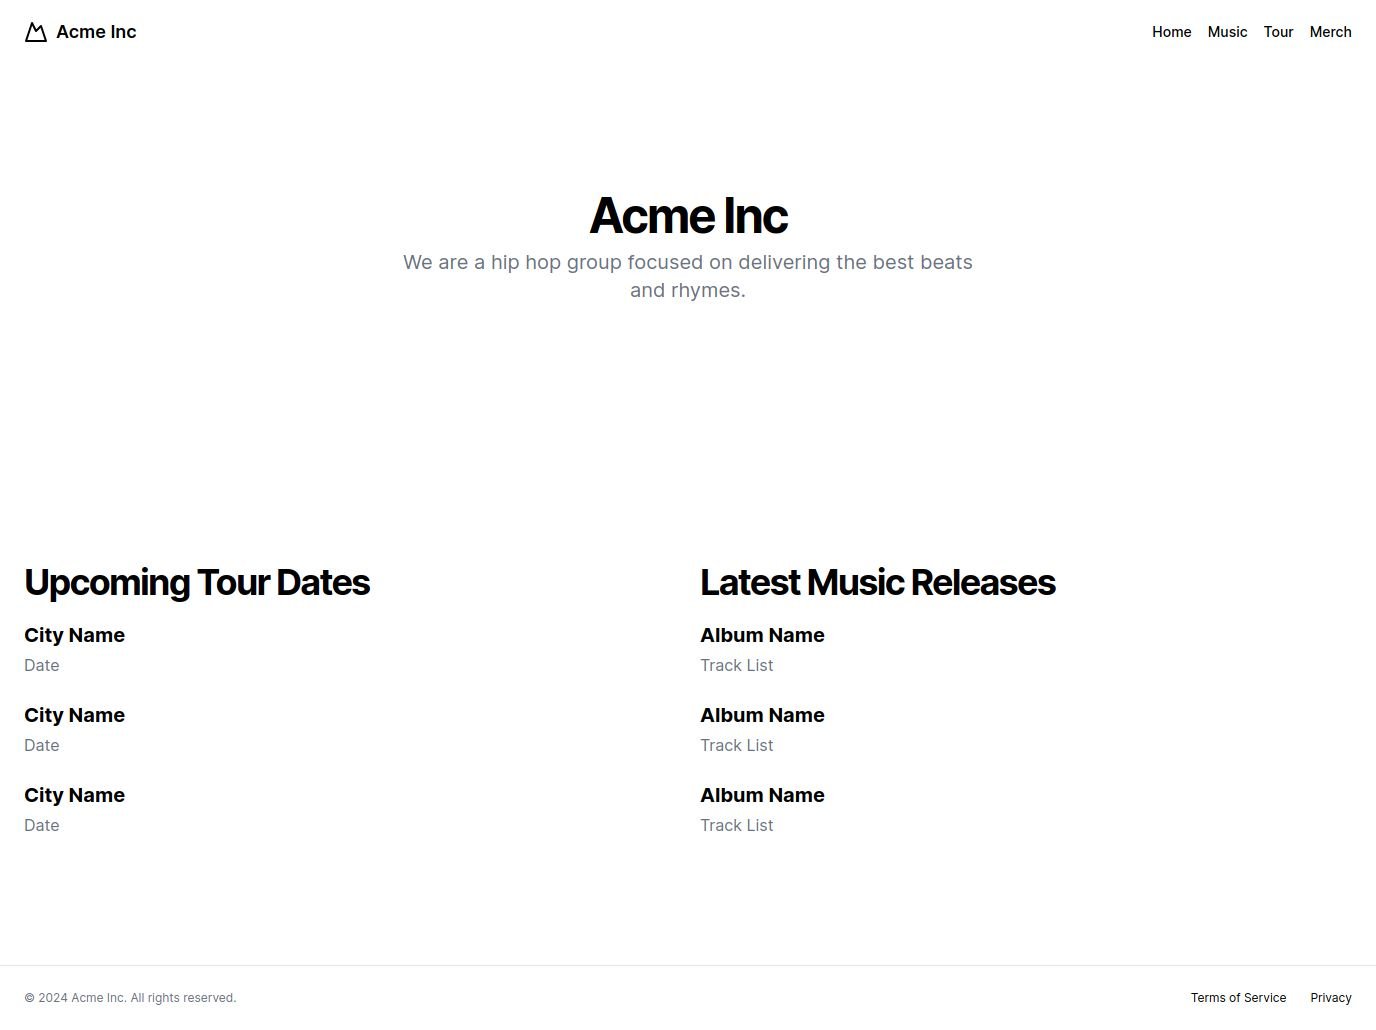 Acme Inc
Home Music Tour Merch
Acme Inc
We are a hip hop group focused on delivering the best beats
and rhymes.
Upcoming Tour Dates
City Name
Date
City Name
Date
City Name
Date
Latest Music Releases
Album Name
Track List
Album Name
Track List
Album Name
Track List
© 2024 Acme Inc. All rights reserved.
Terms of Service Privacy